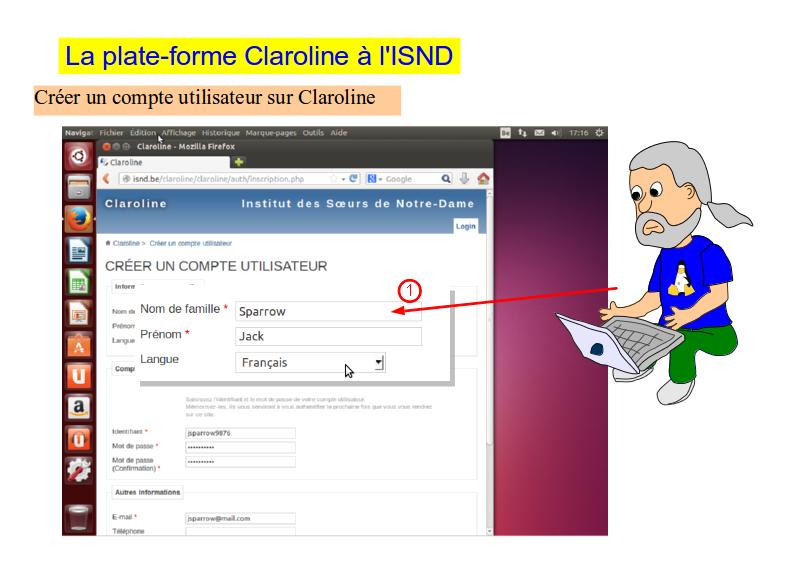 La plate-forme Claroline à l'ISND
Créer un compte utilisateur sur Claroline
Navigat Fichier Édition Affichage Historique Marque-pages Outils Aide
Be 17:16
Claroline - Mozilla Firefox
Claroline
isnd.be/claroline/claroline/auth/inscription.php
Google
Claroline Institut des Sœurs de Notre-Dame
Login
Claroline > Créer un compte utilisateur
CRÉER UN COMPTE UTILISATEUR
Inform
1
Nom de famille * Sparrow
Prénom * Jack
Langue Français
Nom de
Prénom
Langue
Comp
Saisissez l'identifiant et le mot de passe de votre compte utilisateur.
Mémorisez-les, ils vous serviront à vous authentifier la prochaine fois que vous vous rendrez
sur ce site.
Identifiant * jsparrow9876
Mot de passe *
Mot de passe
(Confirmation) *
Autres informations
E-mail * jsparrow@mail.com
Téléphone